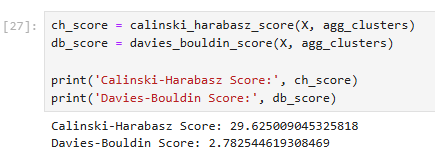 [27]:
ch_score = calinski_harabasz_score(X, agg_clusters)
db_score = davies_bouldin_score(X, agg_clusters)
print('Calinski-Harabasz Score:', ch_score)
print('Davies-Bouldin Score:', db_score)
Calinski-Harabasz Score: 29.625009045325818
Davies-Bouldin Score: 2.782544619308469